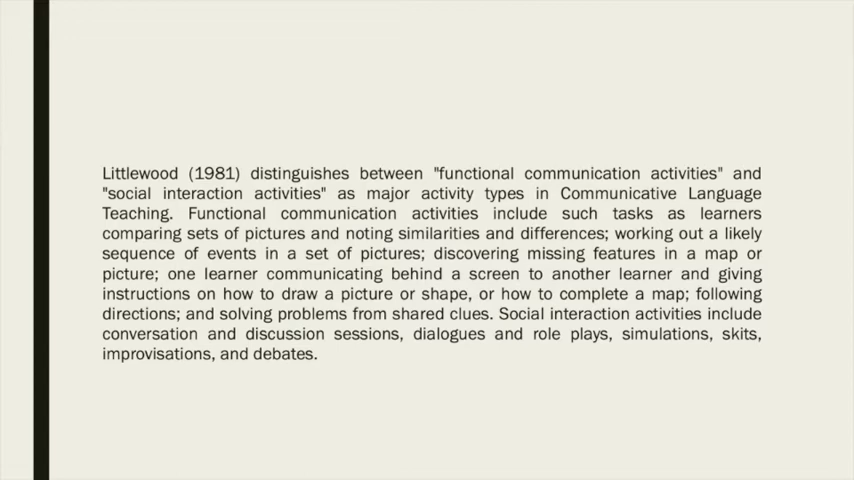 Littlewood (1981) distinguishes between "functional communication activities" and
"social interaction activities" as major activity types in Communicative Language
Teaching. Functional communication activities include such tasks as learners
comparing sets of pictures and noting similarities and differences; working out a likely
sequence of events in a set of pictures; discovering missing features in a map or
picture; one learner communicating behind a screen to another learner and giving
instructions on how to draw a picture or shape, or how to complete a map; following
directions; and solving problems from shared clues. Social interaction activities include
conversation and discussion sessions, dialogues and role plays, simulations, skits,
improvisations, and debates.